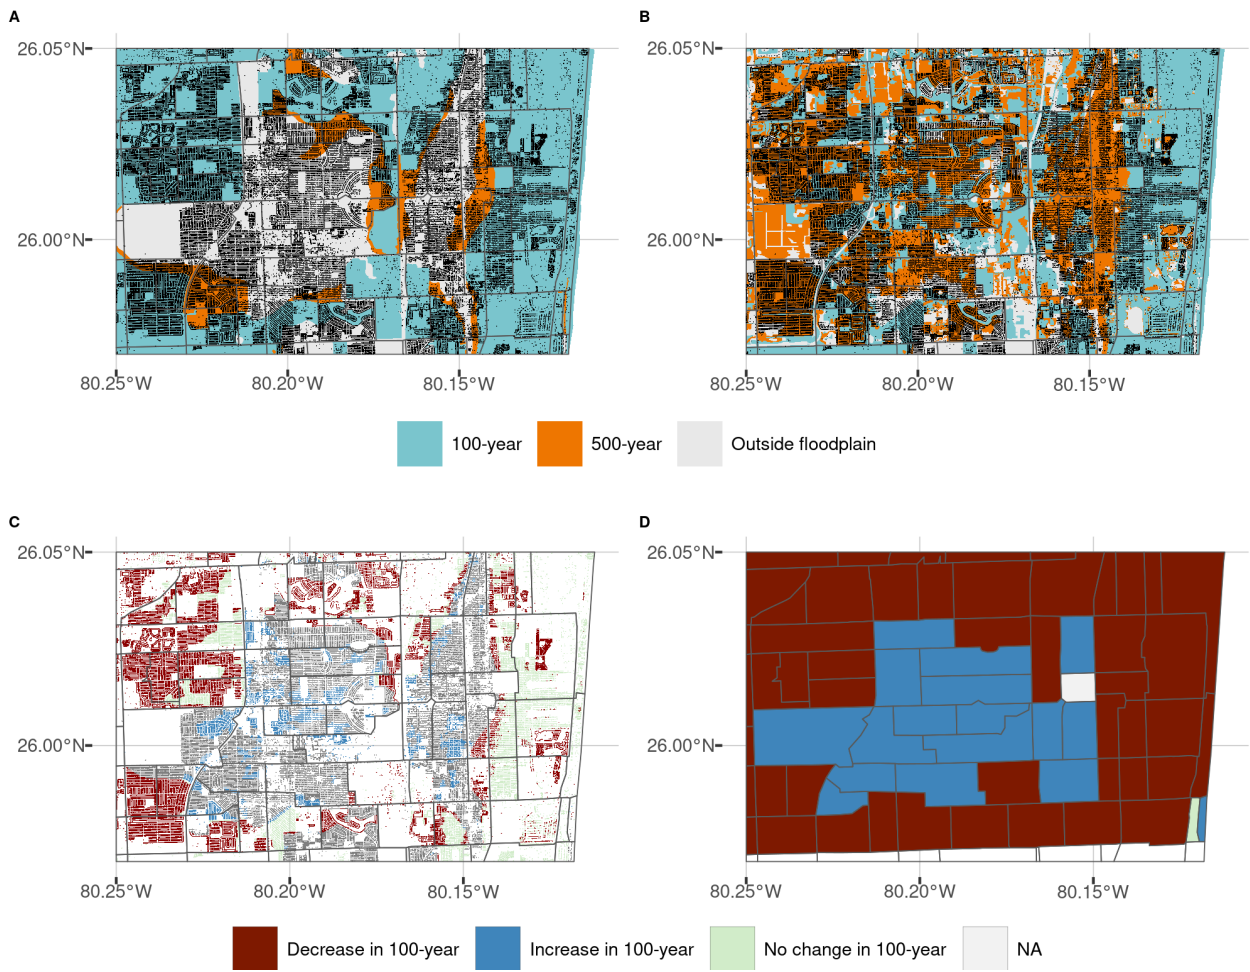 A
B
26.05°N
26.05°N
26.00°N
26.00°N
80.25°W 80.20°W 80.15°W
80.25°W 80.20°W 80.15°W
100-year 500-year Outside floodplain
C
D
26.05°N
26.05°N
26.00°N
26.00°N
80.25°W 80.20°W 80.15°W
80.25°W 80.20°W 80.15°W
Decrease in 100-year Increase in 100-year No change in 100-year NA